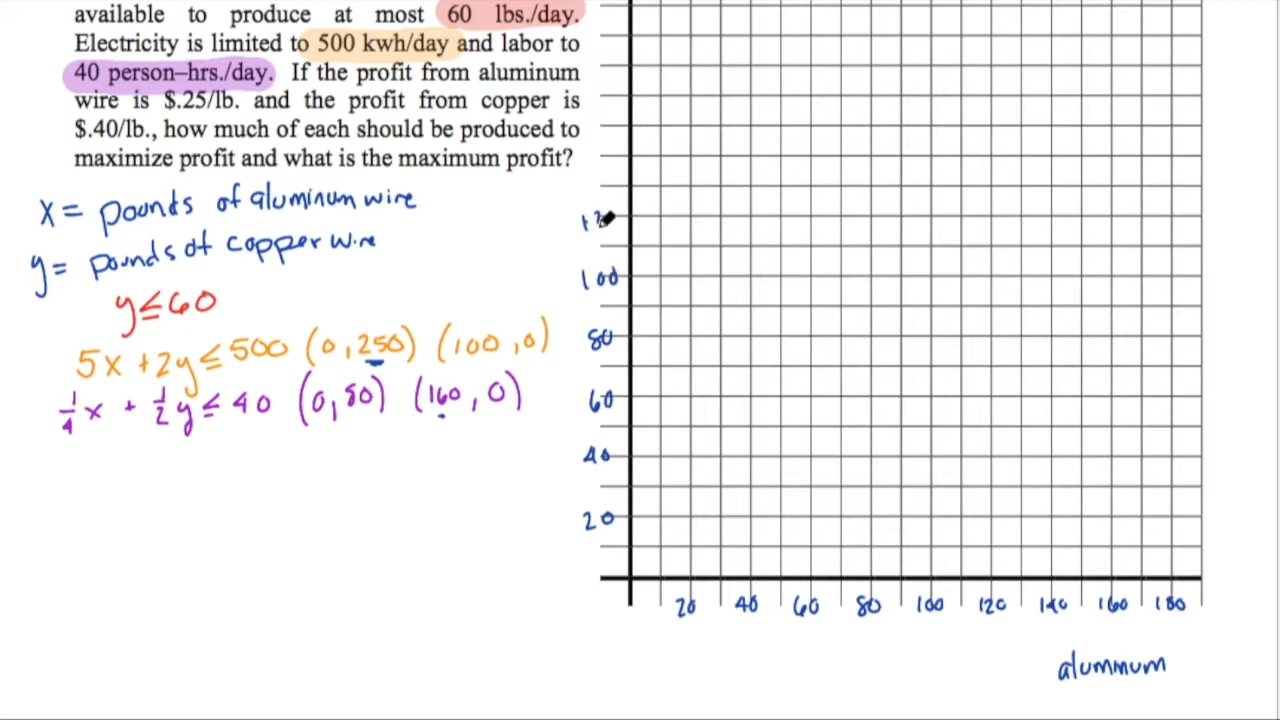 available to produce at most 60 lbs./day.
Electricity is limited to 500 kwh/day and labor to
40 person–hrs./day. If the profit from aluminum
wire is $.25/lb. and the profit from copper is
$.40/lb., how much of each should be produced to
maximize profit and what is the maximum profit?
x = pounds of aluminum wire
y = pounds of copper wire
y ≤ 60
5x + 2y ≤ 500 (0, 250) (100, 0)
1/4 x + 1/2 y ≤ 40 (0, 80) (160, 0)
12
100
80
60
40
20
20 40 60 80 100 120 140 160 180
alummum